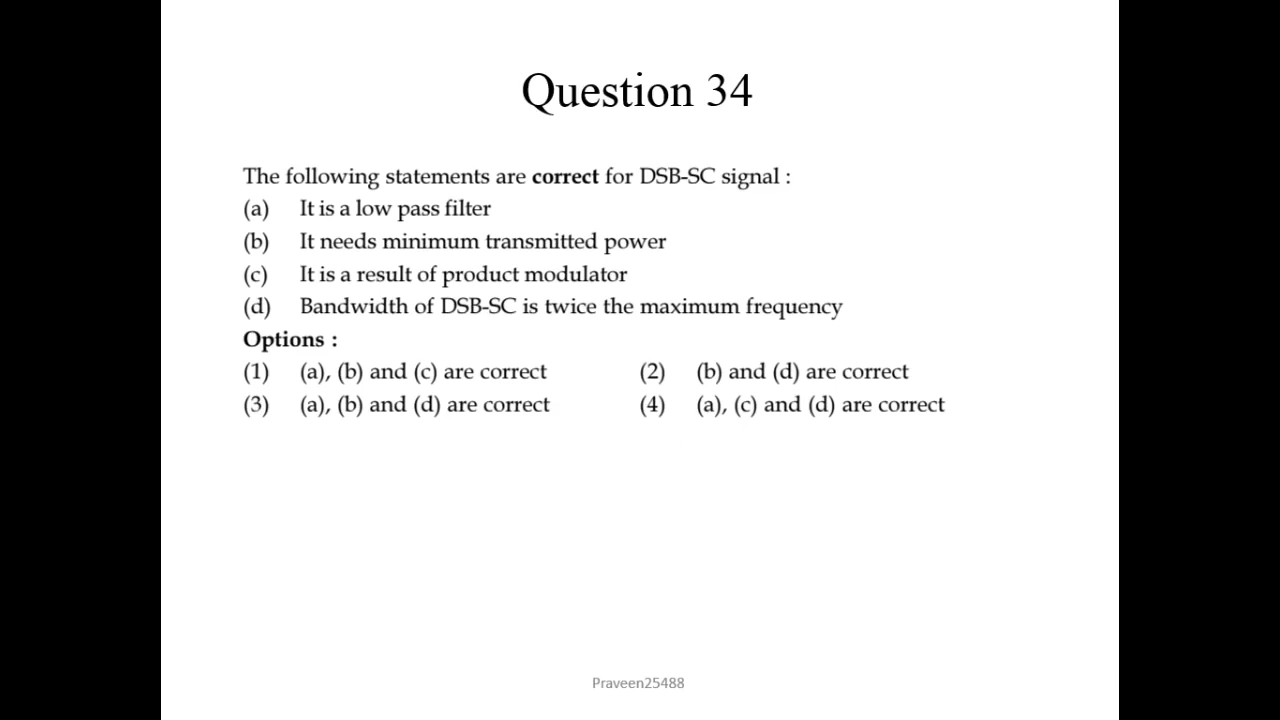 Question 34
The following statements are correct for DSB-SC signal :
(a) It is a low pass filter
(b) It needs minimum transmitted power
(c) It is a result of product modulator
(d) Bandwidth of DSB-SC is twice the maximum frequency
Options :
(1) (a), (b) and (c) are correct (2) (b) and (d) are correct
(3) (a), (b) and (d) are correct (4) (a), (c) and (d) are correct
Praveen25488